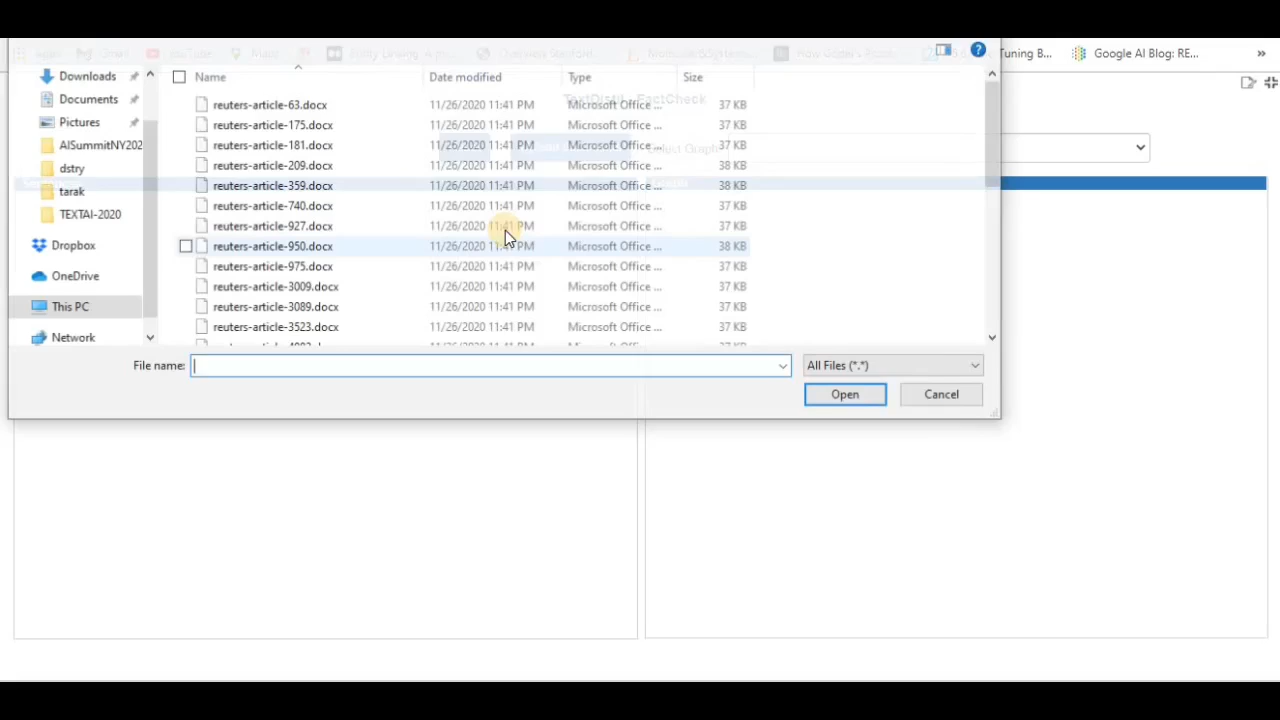 Apps Gmail YouTube Maps Tuning B... Google AI Blog: RE... »
Downloads
Documents
Pictures
AISummitNY202
dstry
tarak
TEXTAI-2020
Dropbox
OneDrive
This PC
Network
Name Date modified Type Size
TextDistil - FactCheck
reuters-article-63.docx 11/26/2020 11:41 PM Microsoft Office ... 37 KB
reuters-article-175.docx 11/26/2020 11:41 PM Microsoft Office ... 37 KB
reuters-article-181.docx 11/26/2020 11:41 PM Microsoft Office ... 37 KB
Select Graph
reuters-article-209.docx 11/26/2020 11:41 PM Microsoft Office ... 38 KB
reuters-article-359.docx 11/26/2020 11:41 PM Microsoft Office ... 38 KB
reuters-article-740.docx 11/26/2020 11:41 PM Microsoft Office ... 37 KB
reuters-article-927.docx 11/26/2020 11:41 PM Microsoft Office ... 37 KB
reuters-article-950.docx 11/26/2020 11:41 PM Microsoft Office ... 38 KB
reuters-article-975.docx 11/26/2020 11:41 PM Microsoft Office ... 37 KB
reuters-article-3009.docx 11/26/2020 11:41 PM Microsoft Office ... 37 KB
reuters-article-3089.docx 11/26/2020 11:41 PM Microsoft Office ... 37 KB
reuters-article-3523.docx 11/26/2020 11:41 PM Microsoft Office ... 37 KB
File name: All Files (*.*)
Open Cancel